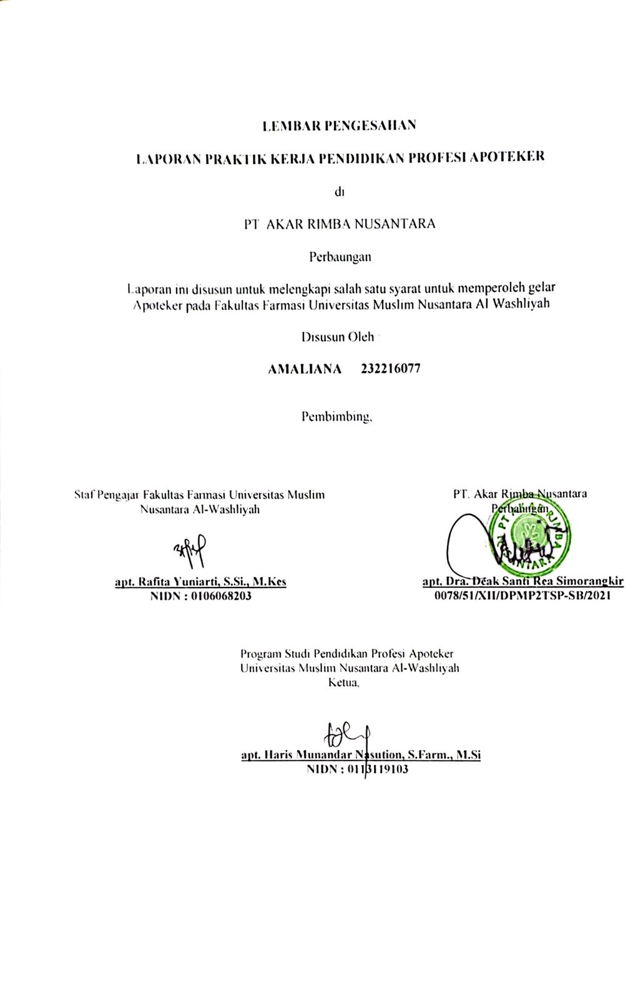 LEMBAR PENGESAHAN
LAPORAN PRAKTIK KERJA PENDIDIKAN PROFESI APOTEKER
di
PT AKAR RIMBA NUSANTARA
Perbaungan
Laporan ini disusun untuk melengkapi salah satu syarat untuk memperoleh gelar
Apoteker pada Fakultas Farmasi Universitas Muslim Nusantara Al Washliyah
Disusun Oleh :
AMALIANA 232216077
Pembimbing,
Staf Pengajar Fakultas Farmasi Universitas Muslim
Nusantara Al-Washliyah
apt. Rafita Yuniarti, S.Si., M.Kes
NIDN : 0106068203
PT. Akar Rimba Nusantara
Perbaungan
PT AKAR RIMBA
NUSANTARA
apt. Dra. Deak Santi Rea Simorangkir
0078/51/XII/DPMP2TSP-SB/2021
Program Studi Pendidikan Profesi Apoteker
Universitas Muslim Nusantara Al-Washliyah
Ketua,
apt. Haris Munandar Nasution, S.Farm., M.Si
NIDN : 0113119103